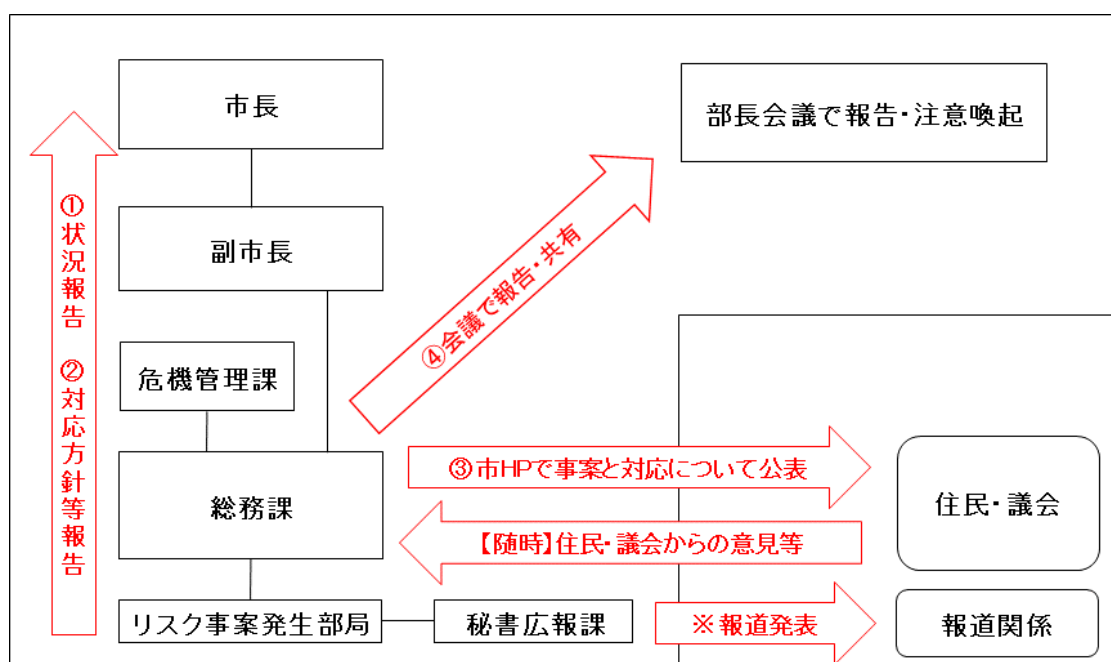 市長
部長会議で報告・注意喚起
①状況報告　②対応方針等報告
副市長
④会議で報告・共有
危機管理課
③市HPで事案と対応について公表
総務課
住民・議会
【随時】住民・議会からの意見等
リスク事案発生部局
秘書広報課
※報道発表
報道関係